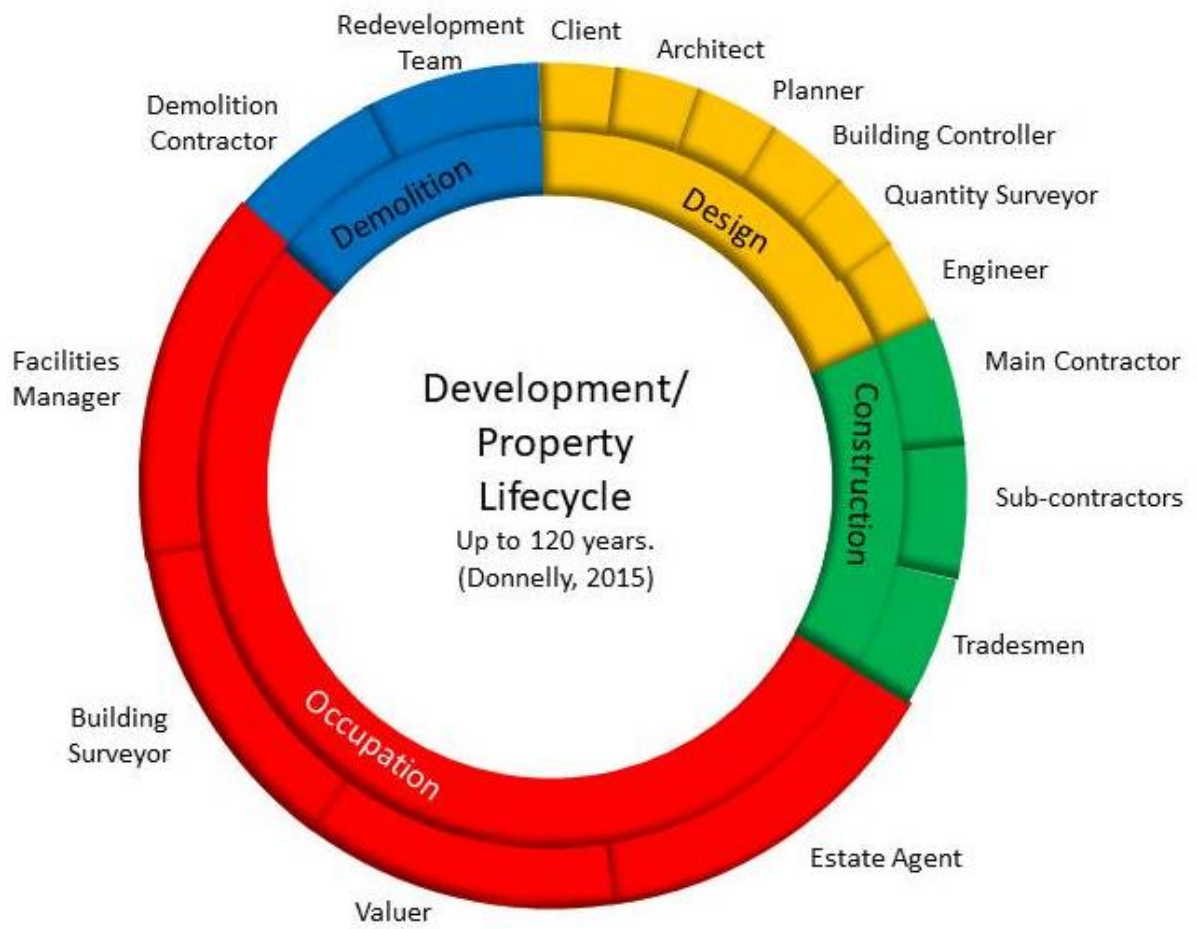 Redevelopment
Team
Client
Architect
Planner
Building Controller
Quantity Surveyor
Engineer
Main Contractor
Sub-contractors
Tradesmen
Estate Agent
Valuer
Building
Surveyor
Facilities
Manager
Demolition
Contractor
Demolition
Design
Construction
Occupation
Development/
Property
Lifecycle
Up to 120 years.
(Donnelly, 2015)